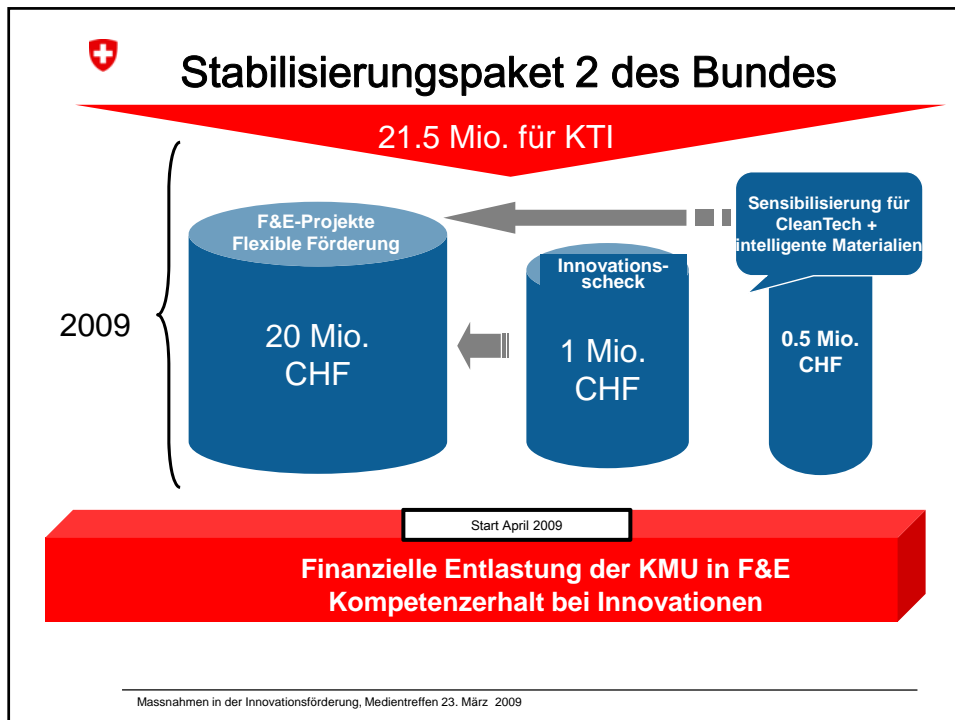 Stabilisierungspaket 2 des Bundes
21.5 Mio. für KTI
Sensibilisierung für
CleanTech +
intelligente Materialien
F&E-Projekte
Flexible Förderung
Innovations-
scheck
2009
20 Mio.
CHF
1 Mio.
CHF
0.5 Mio.
CHF
Start April 2009
Finanzielle Entlastung der KMU in F&E
Kompetenzerhalt bei Innovationen
Massnahmen in der Innovationsförderung, Medientreffen 23. März 2009